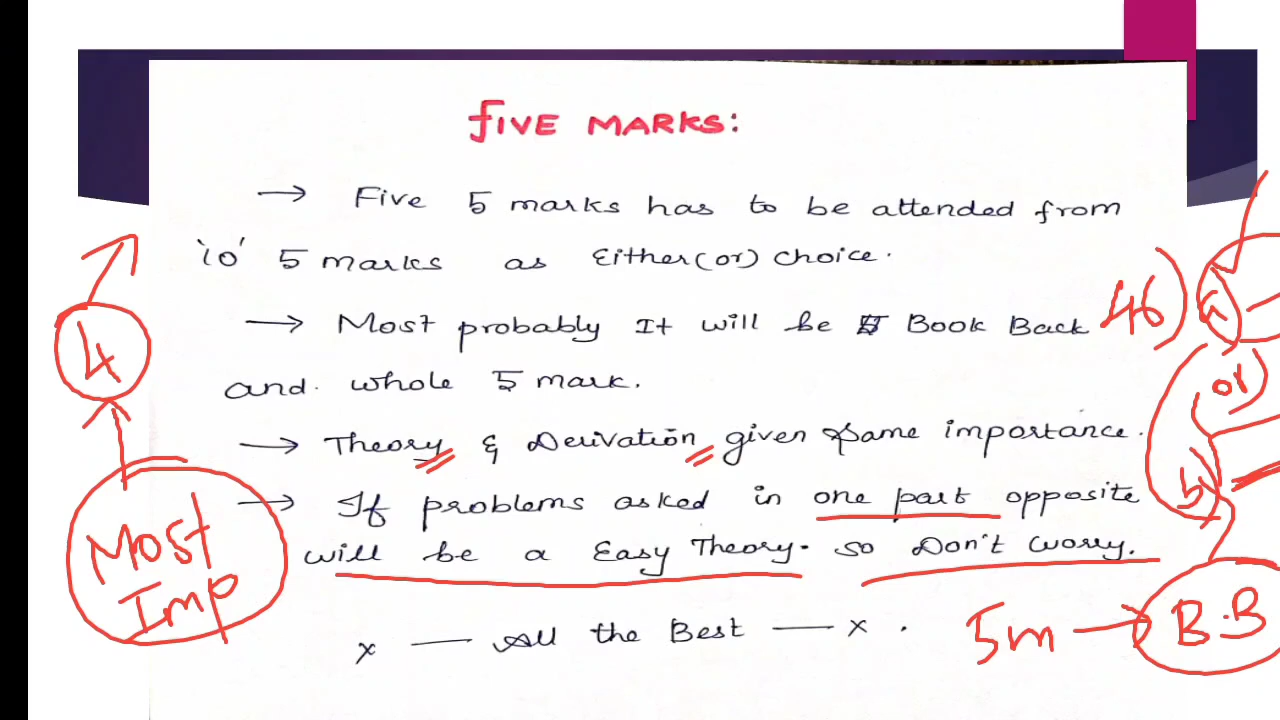 FIVE MARKS:
→ Five 5 marks has to be attended from
'10' 5 marks as Either (or) choice.
→ Most probably It will be Book Back
and. whole 5 mark.
→ Theory & Derivation given Same importance.
→ If problems asked in one part opposite
will be a Easy Theory. So Don't worry.
x — All the Best — x .
4
Most
Imp
46) a
(or)
b)
5m → B.B